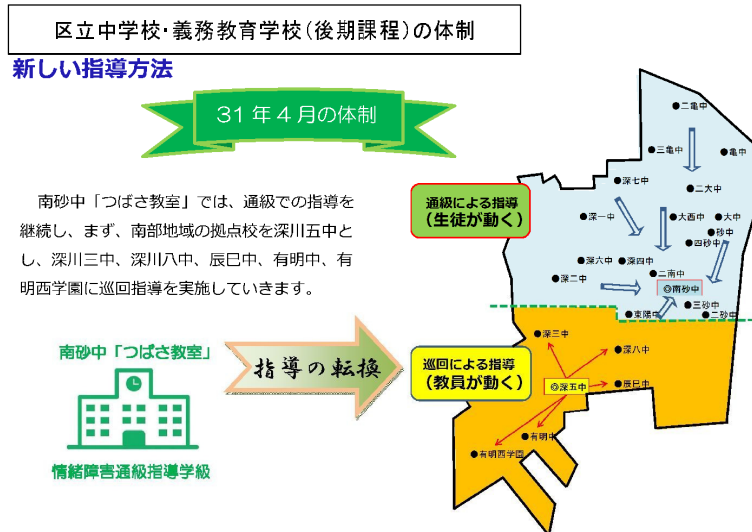 区立中学校・義務教育学校(後期課程)の体制
新しい指導方法
31年4月の体制
南砂中「つばさ教室」では、通級での指導を
継続し、まず、南部地域の拠点校を深川五中と
し、深川三中、深川八中、辰巳中、有明中、有
明西学園に巡回指導を実施していきます。
南砂中「つばさ教室」
情緒障害通級指導学級
指導の転換
通級による指導
(生徒が動く)
巡回による指導
(教員が動く)
●二亀中
●三亀中
●亀中
●深七中
●二大中
●深一中
●大西中
●大中
●砂中
●四砂中
●深六中
●深四中
●二南中
●深二中
◎南砂中
●三砂中
●東陽中
●二砂中
●深三中
●深八中
◎深五中
●辰巳中
●有明中
●有明西学園